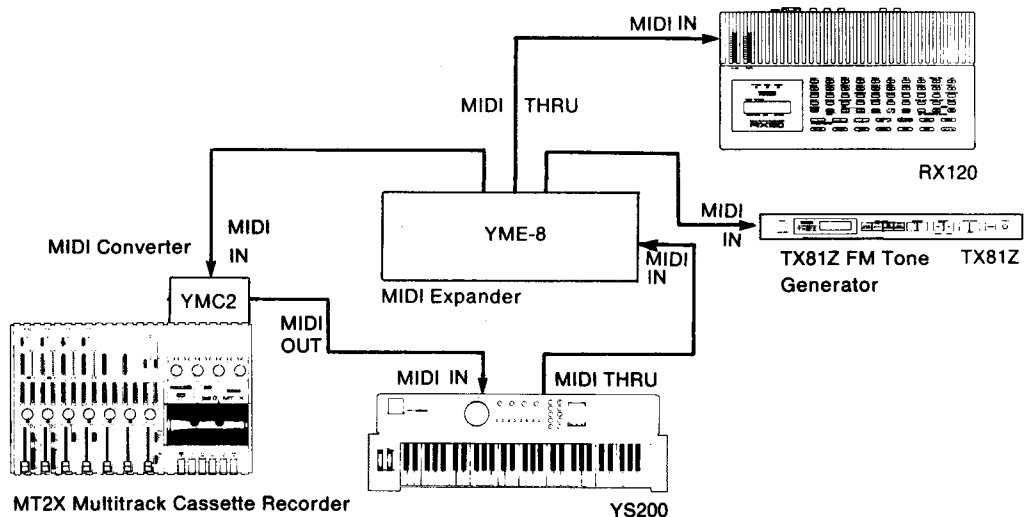 MIDI IN
MIDI THRU
RX120
MIDI Converter
MIDI
IN
YME-8
MIDI
IN
MIDI
IN
TX81Z FM Tone
Generator
TX81Z
MIDI Expander
YMC2
MIDI
OUT
MIDI IN
MIDI THRU
MT2X Multitrack Cassette Recorder
YS200